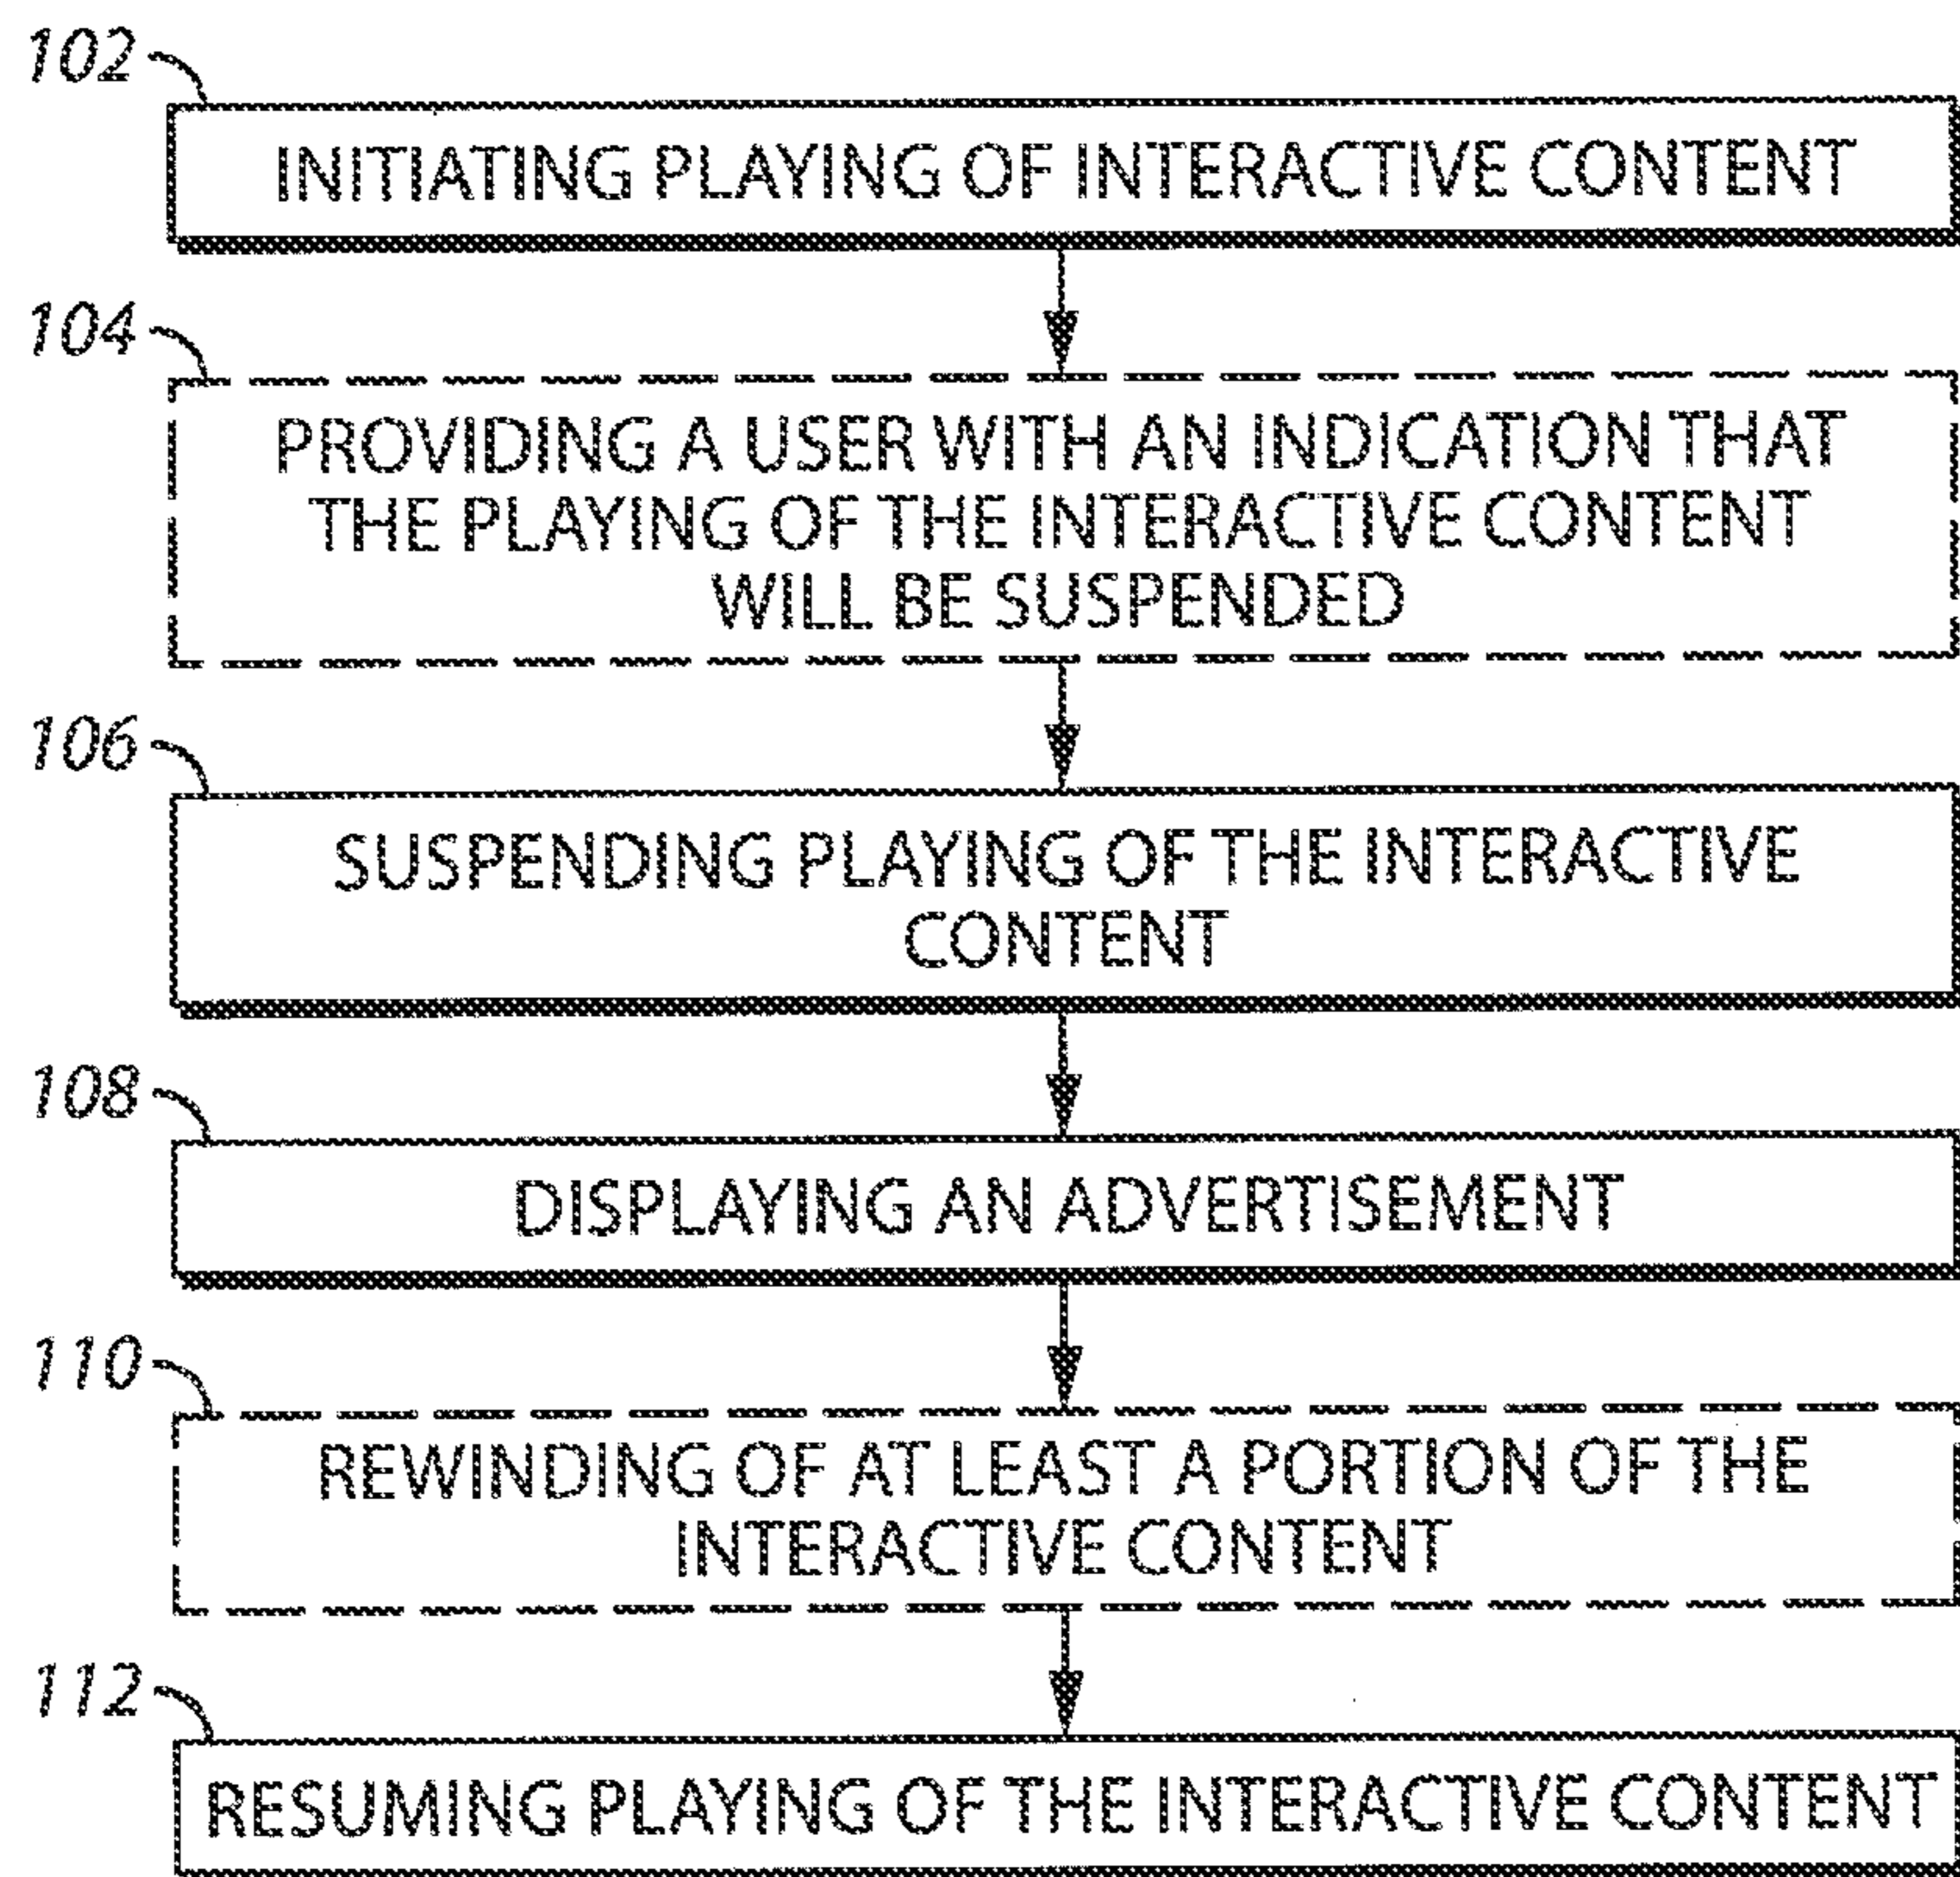 102
INITIATING PLAYING OF INTERACTIVE CONTENT
104
PROVIDING A USER WITH AN INDICATION THAT
THE PLAYING OF THE INTERACTIVE CONTENT
WILL BE SUSPENDED
106
SUSPENDING PLAYING OF THE INTERACTIVE
CONTENT
108
DISPLAYING AN ADVERTISEMENT
110
REWINDING OF AT LEAST A PORTION OF THE
INTERACTIVE CONTENT
112
RESUMING PLAYING OF THE INTERACTIVE CONTENT